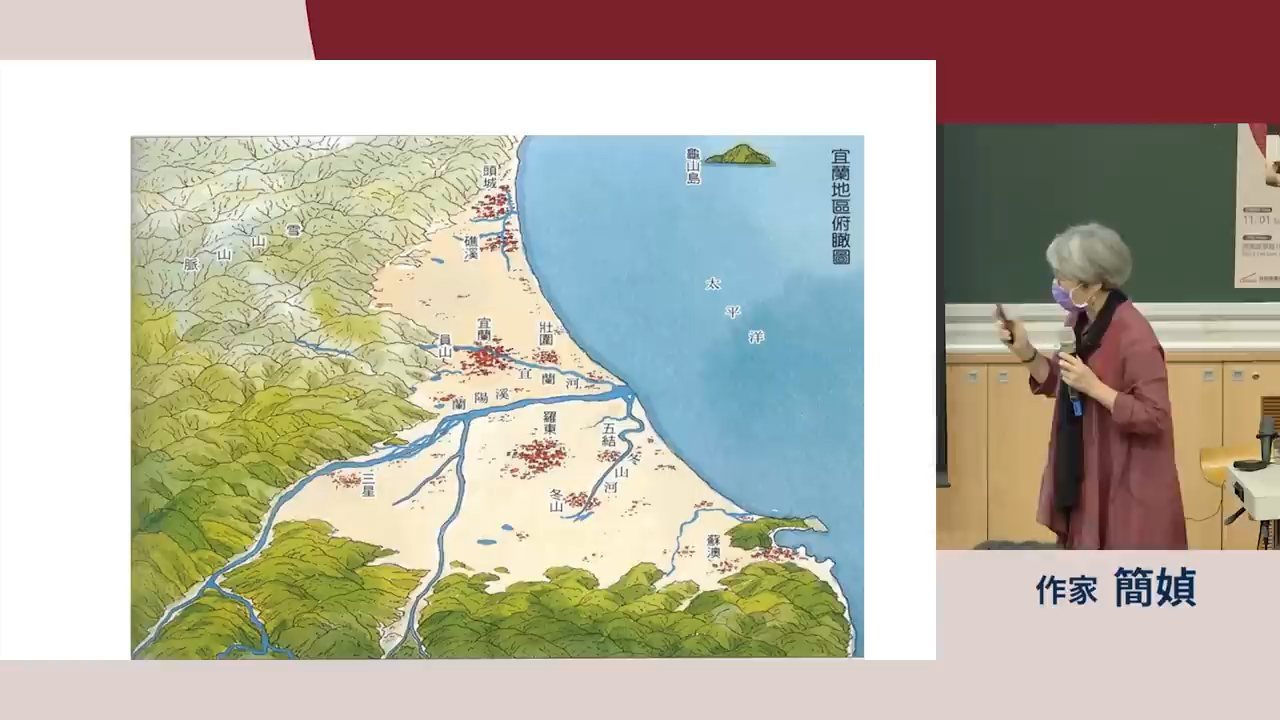 宜蘭地區俯瞰圖
龜山島
頭城
礁溪
雪山山脈
太平洋
宜蘭
員山
壯圍
宜蘭河
蘭陽溪
羅東
五結
冬山河
三星
冬山
蘇澳
11.01
作家 簡媜